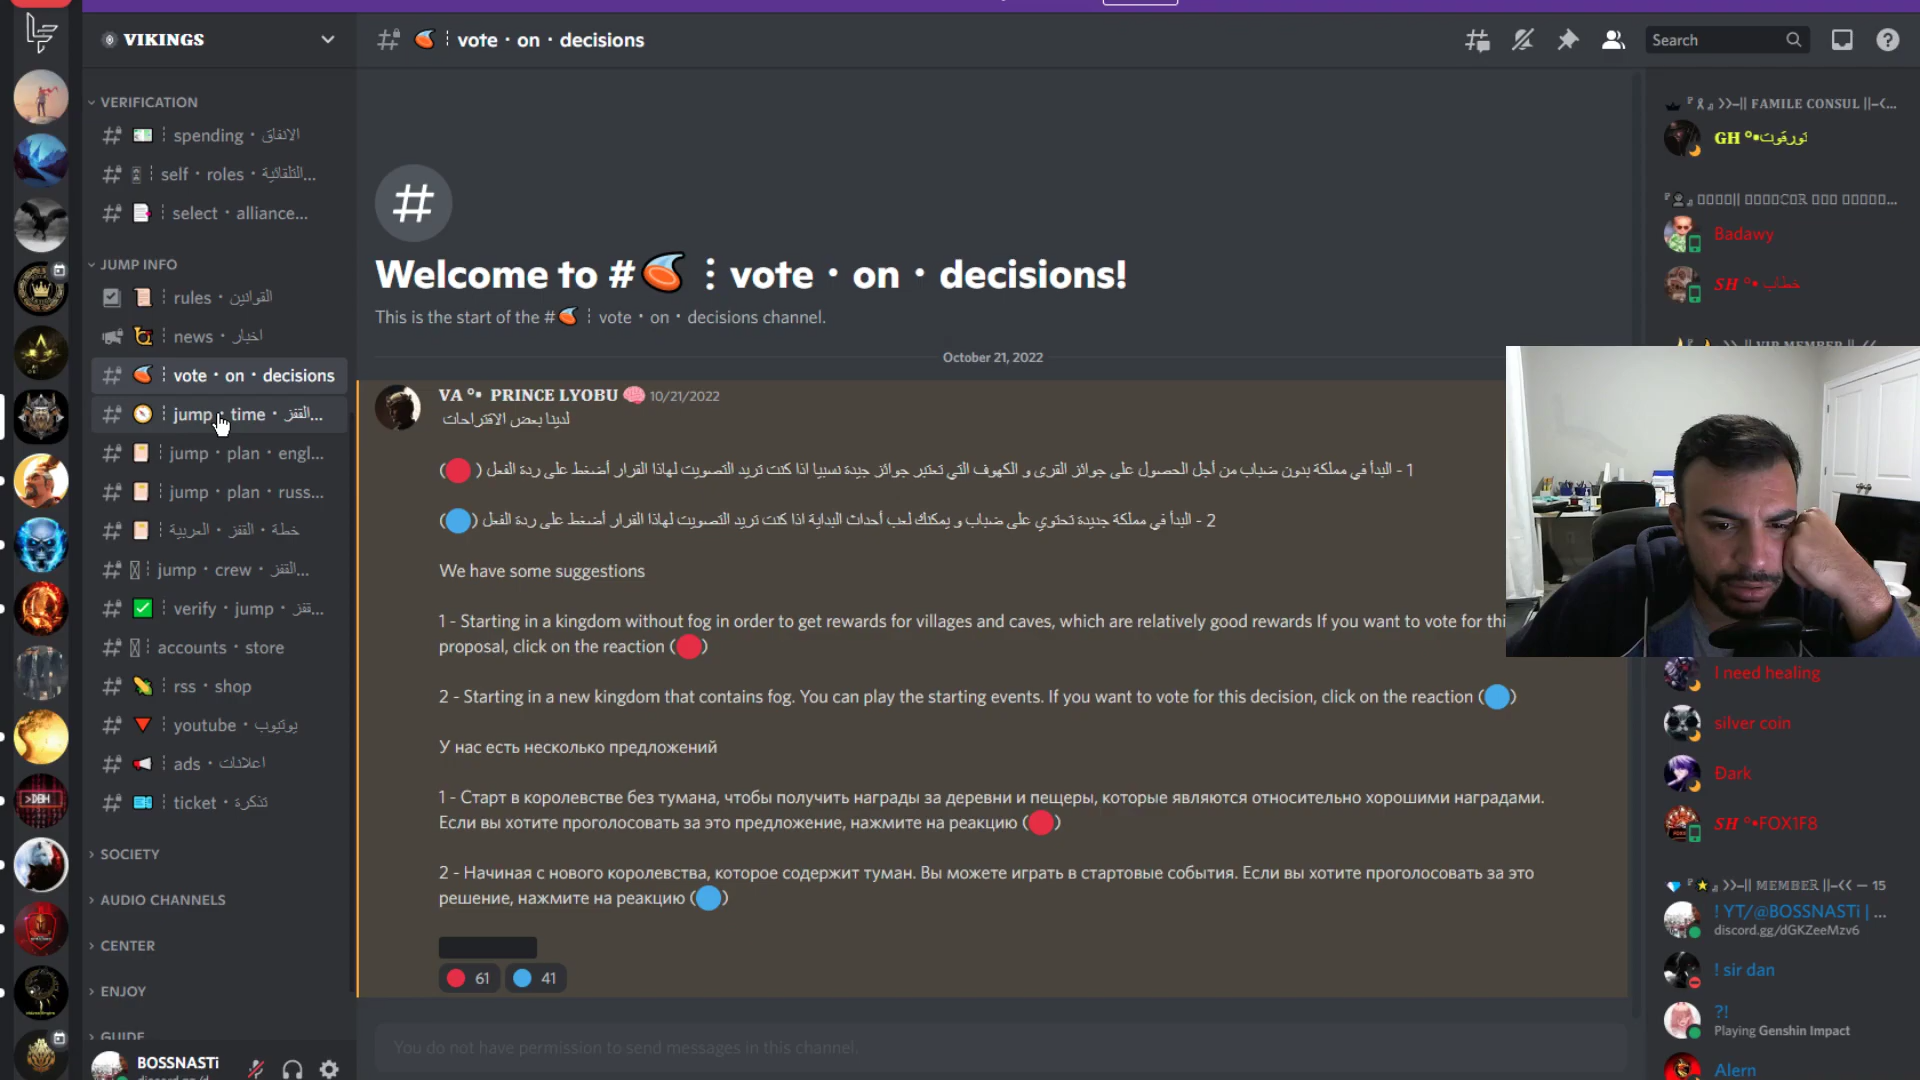 VIKINGS
vote • on • decisions
Search
VERIFICATION
spending • الانفاق
self • roles • التلقائية...
select • alliance...
JUMP INFO
rules • القوانين
news • اخبار
vote • on • decisions
jump • time • القفز...
jump • plan • engl...
jump • plan • russ...
خطة • القفز • العربية
jump • crew • القفز...
verify • jump • قفز...
accounts • store
rss • shop
youtube • يوتيوب
ads • اعلانات
ticket • تذكرة
SOCIETY
AUDIO CHANNELS
CENTER
ENJOY
GUIDE
BOSSNASTi
Welcome to # vote • on • decisions!
This is the start of the # vote • on • decisions channel.
October 21, 2022
VA °• PRINCE LYOBU 10/21/2022
لدينا بعض الاقتراحات
1 - البدأ في مملكة بدون ضباب من أجل الحصول على جوائز القرى و الكهوف التي تعتبر جوائز جيدة نسبيا اذا كنت تريد التصويت لهاذا القرار أضغط على ردة الفعل ( )
2 - البدأ في مملكة جديدة تحتوي على ضباب و يمكنك لعب أحداث البداية اذا كنت تريد التصويت لهاذا القرار أضغط على ردة الفعل ( )
We have some suggestions
1 - Starting in a kingdom without fog in order to get rewards for villages and caves, which are relatively good rewards If you want to vote for thi
proposal, click on the reaction ( )
2 - Starting in a new kingdom that contains fog. You can play the starting events. If you want to vote for this decision, click on the reaction ( )
У нас есть несколько предложений
1 - Старт в королевстве без тумана, чтобы получить награды за деревни и пещеры, которые являются относительно хорошими наградами.
Если вы хотите проголосовать за это предложение, нажмите на реакцию ( )
2 - Начиная с нового королевства, которое содержит туман. Вы можете играть в стартовые события. Если вы хотите проголосовать за это
решение, нажмите на реакцию ( )
61 41
You do not have permission to send messages in this channel.
FAMILE CONSUL ||-<...
GH °•
Badawy
SH °• خطاب
VIP MEMBER
I need healing
silver coin
Đark
SH °•FOX1F8
>>-|| MEMBER ||-<< — 15
! YT/@BOSSNASTi | ...
discord.gg/dGKZeeMzv6
! sir dan
?!
Playing Genshin Impact
Alern
>DBH